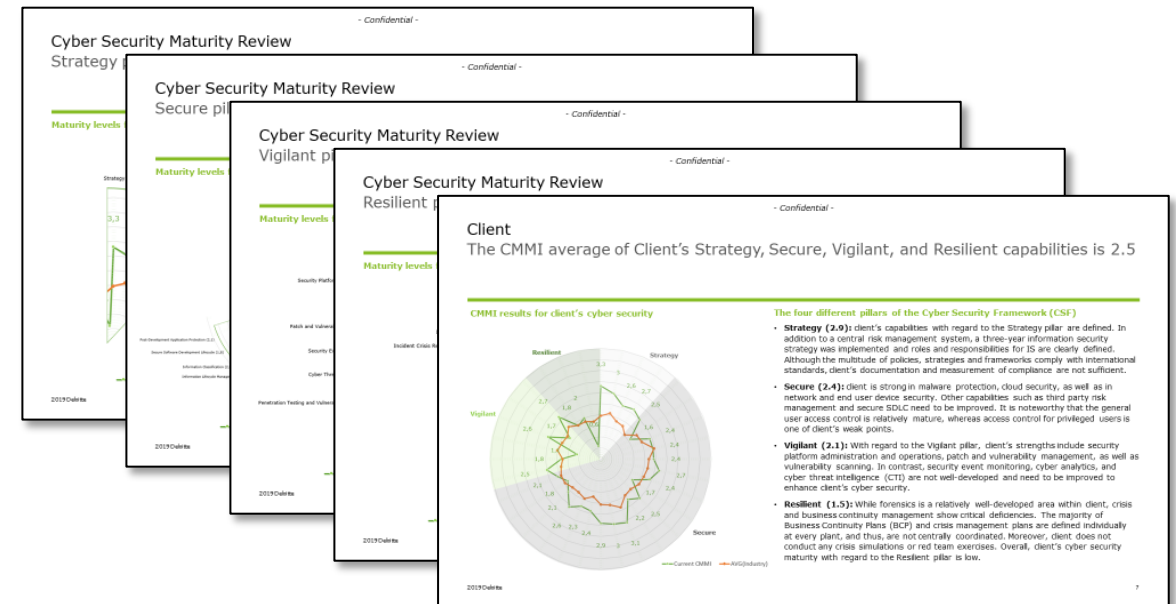 - Confidential -
Cyber Security Maturity Review
Strategy
Maturity levels
Strategy
3,3
2019 Deloitte
- Confidential -
Cyber Security Maturity Review
Secure pil
Maturity levels
Post Development Application Protection
Secure Software Development Lifecycle
Information Classification
Information Lifecycle Manage
2019 Deloitte
- Confidential -
Cyber Security Maturity Review
Vigilant pi
Maturity levels
Security Platfo
Patch and Vulnera
Security E
Cyber Thre
Penetration Testing and Vulnera
2019 Deloitte
- Confidential -
Cyber Security Maturity Review
Resilient
Maturity levels
Incident Crisis Re
2019 Deloitte
- Confidential -
Client
The CMMI average of Client's Strategy, Secure, Vigilant, and Resilient capabilities is 2.5
CMMI results for client's cyber security
Resilient
Strategy
Vigilant
Secure
Current CMMI
AVG(Industry)
The four different pillars of the Cyber Security Framework (CSF)
• Strategy (2.9): client's capabilities with regard to the Strategy pillar are defined. In
addition to a central risk management system, a three-year information security
strategy was implemented and roles and responsibilities for IS are clearly defined.
Although the multitude of policies, strategies and frameworks comply with international
standards, client's documentation and measurement of compliance are not sufficient.
• Secure (2.4): client is strong in malware protection, cloud security, as well as in
network and end user device security. Other capabilities such as third party risk
management and secure SDLC need to be improved. It is noteworthy that the general
user access control is relatively mature, whereas access control for privileged users is
one of client's weak points.
• Vigilant (2.1): With regard to the Vigilant pillar, client's strengths include security
platform administration and operations, patch and vulnerability management, as well as
vulnerability scanning. In contrast, security event monitoring, cyber analytics, and
cyber threat intelligence (CTI) are not well-developed and need to be improved to
enhance client's cyber security.
• Resilient (1.5): While forensics is a relatively well-developed area within client, crisis
and business continuity management show critical deficiencies. The majority of
Business Continuity Plans (BCP) and crisis management plans are defined individually
at every plant, and thus, are not centrally coordinated. Moreover, client does not
conduct any crisis simulations or red team exercises. Overall, client's cyber security
maturity with regard to the Resilient pillar is low.
2019 Deloitte
7